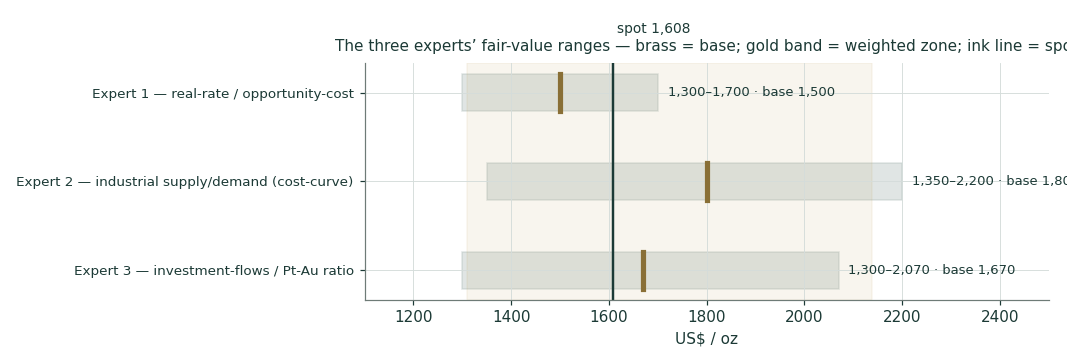 spot 1,608
The three experts’ fair-value ranges — brass = base; gold band = weighted zone; ink line =
Expert 1 — real-rate / opportunity-cost
1,300–1,700 · base 1,500
Expert 2 — industrial supply/demand (cost-curve)
1,350–2,200 · base
Expert 3 — investment-flows / Pt-Au ratio
1,300–2,070 · base 1,670
1200 1400 1600 1800 2000 2200 2400
US$ / oz